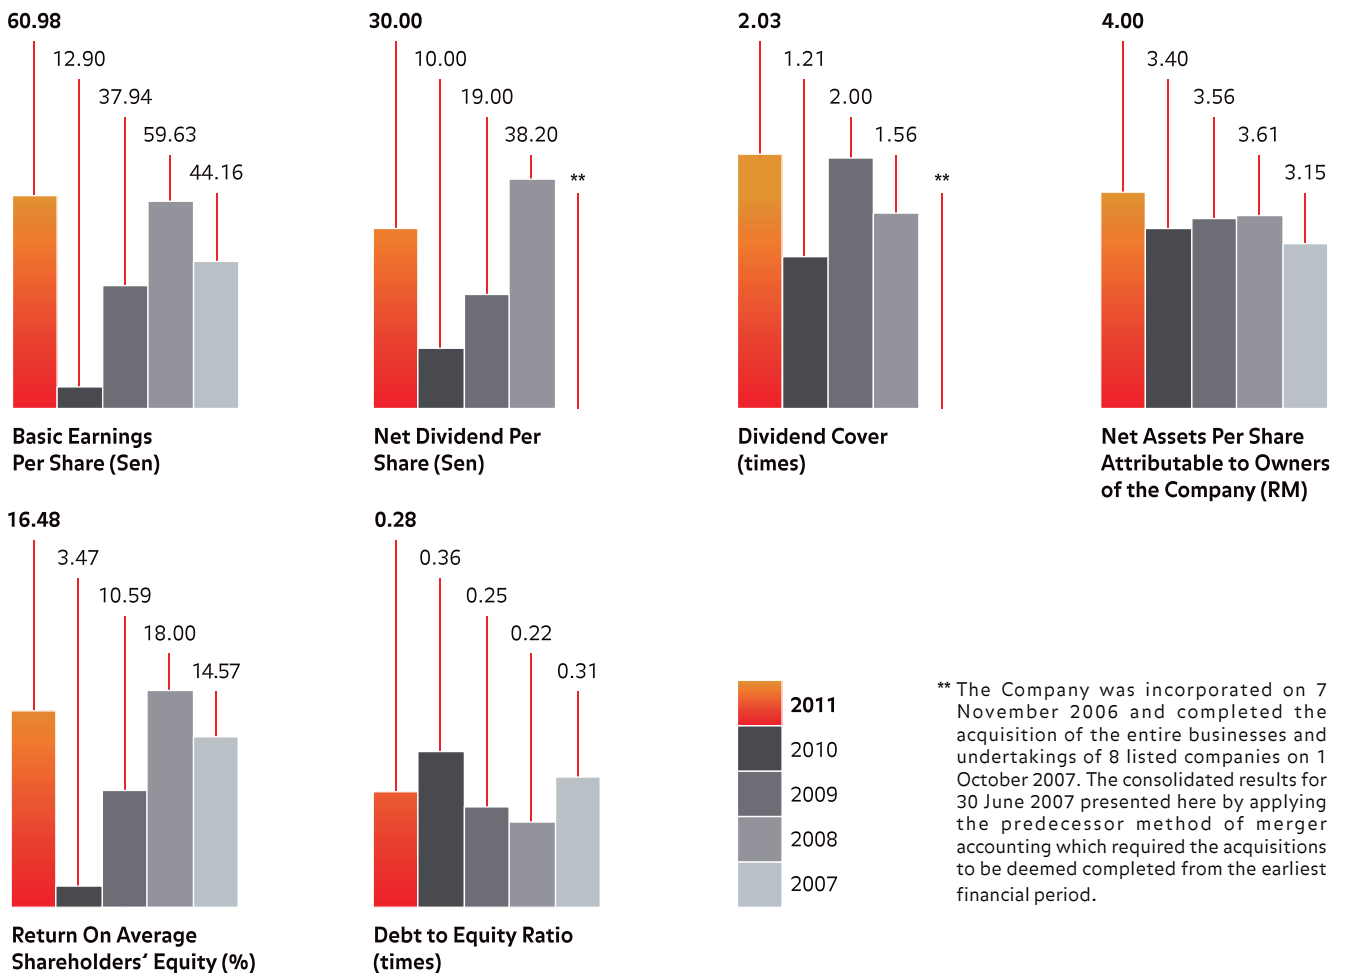 60.98
12.90
37.94
59.63
44.16
Basic Earnings
Per Share (Sen)
30.00
10.00
19.00
38.20
**
Net Dividend Per
Share (Sen)
2.03
1.21
2.00
1.56
**
Dividend Cover
(times)
4.00
3.40
3.56
3.61
3.15
Net Assets Per Share
Attributable to Owners
of the Company (RM)
16.48
3.47
10.59
18.00
14.57
Return On Average
Shareholders’ Equity (%)
0.28
0.36
0.25
0.22
0.31
Debt to Equity Ratio
(times)
2011
2010
2009
2008
2007
** The Company was incorporated on 7
November 2006 and completed the
acquisition of the entire businesses and
undertakings of 8 listed companies on 1
October 2007. The consolidated results for
30 June 2007 presented here by applying
the predecessor method of merger
accounting which required the acquisitions
to be deemed completed from the earliest
financial period.